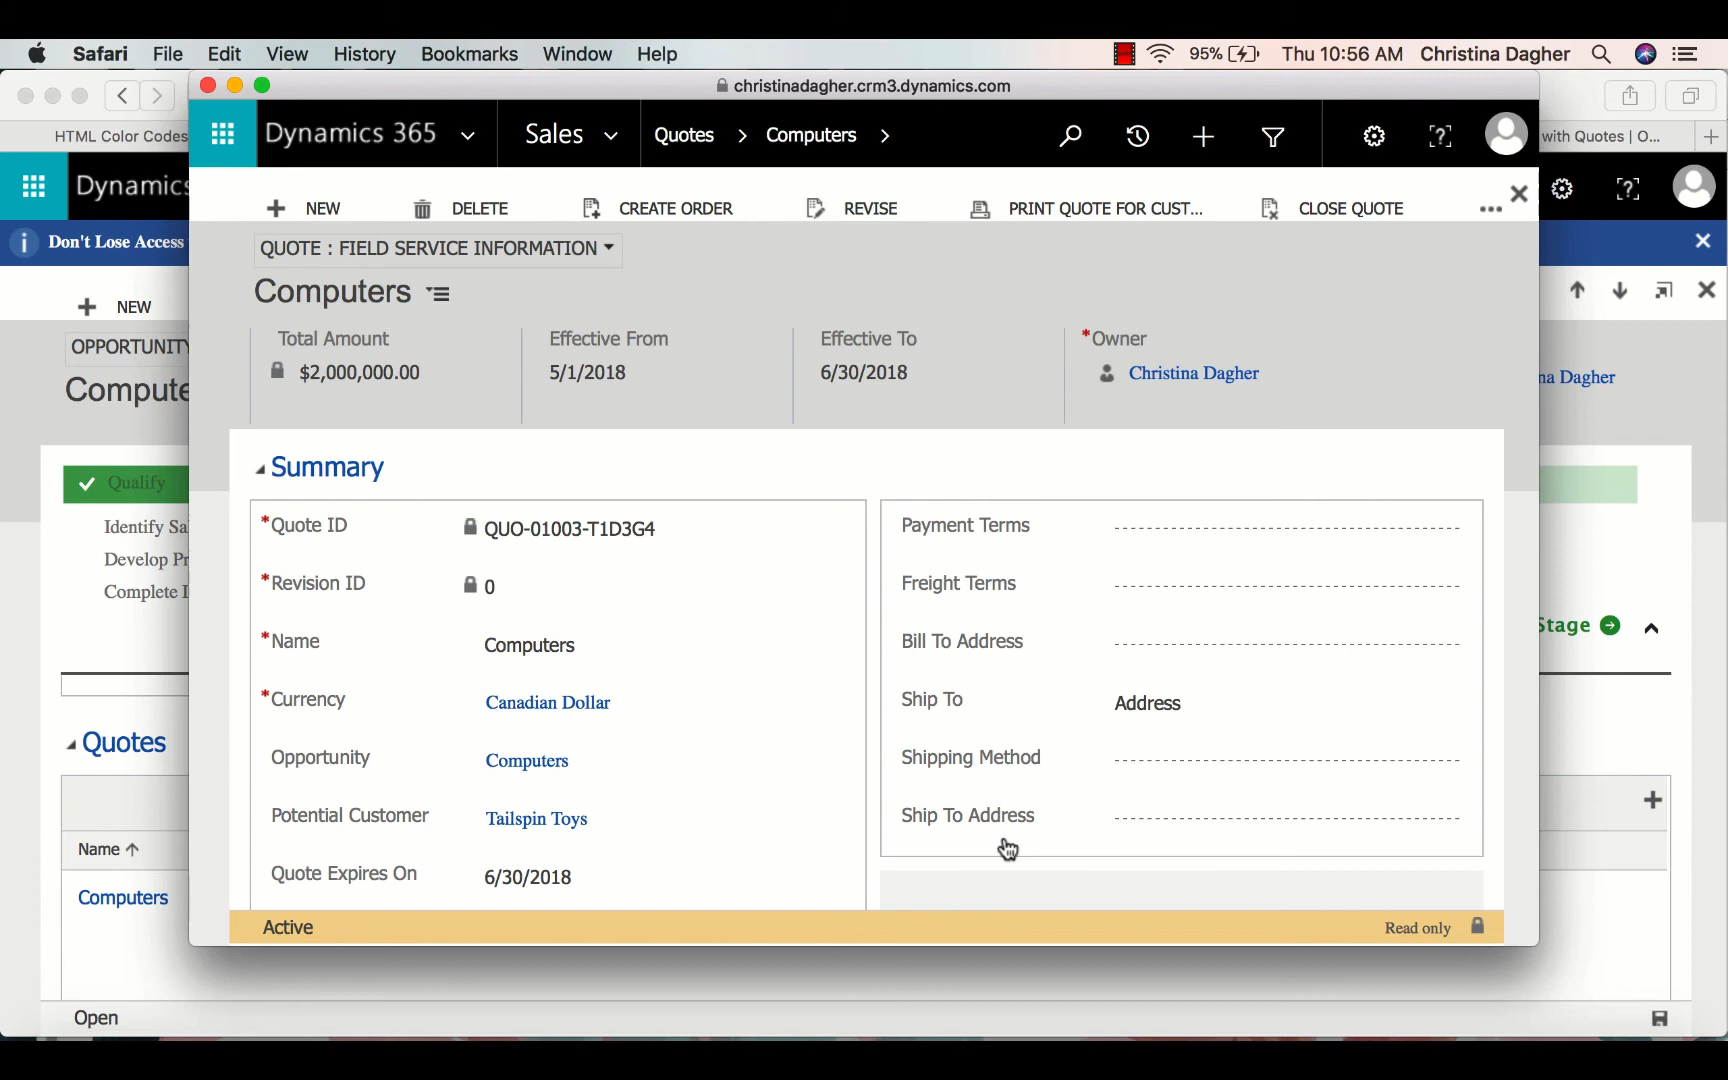 Safari File Edit View History Bookmarks Window Help 95% Thu 10:56 AM Christina Dagher
christinadagher.crm3.dynamics.com
HTML Color Codes
with Quotes | O...
Dynamics 365 Sales Quotes > Computers >
Dynamics
NEW DELETE CREATE ORDER REVISE PRINT QUOTE FOR CUST... CLOSE QUOTE ...
Don't Lose Access
QUOTE : FIELD SERVICE INFORMATION
Computers
NEW
OPPORTUNITY
Compute
na Dagher
Total Amount Effective From Effective To *Owner
$2,000,000.00 5/1/2018 6/30/2018 Christina Dagher
Summary
Qualify
Identify Sa
Develop Pr
Complete I
Stage
*Quote ID QUO-01003-T1D3G4
*Revision ID 0
*Name Computers
*Currency Canadian Dollar
Opportunity Computers
Potential Customer Tailspin Toys
Quote Expires On 6/30/2018
Payment Terms
Freight Terms
Bill To Address
Ship To Address
Shipping Method
Ship To Address
Quotes
Name
Computers
Active Read only
Open